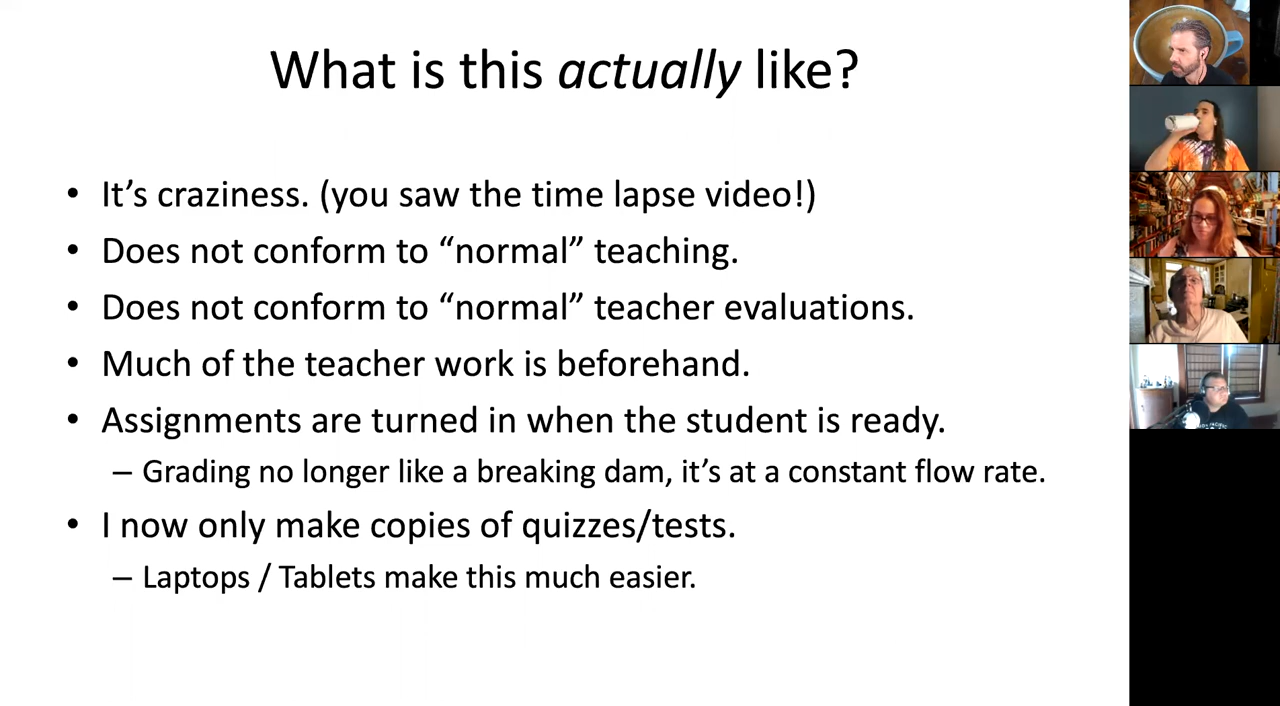 What is this actually like?
• It’s craziness. (you saw the time lapse video!)
• Does not conform to “normal” teaching.
• Does not conform to “normal” teacher evaluations.
• Much of the teacher work is beforehand.
• Assignments are turned in when the student is ready.
– Grading no longer like a breaking dam, it’s at a constant flow rate.
• I now only make copies of quizzes/tests.
– Laptops / Tablets make this much easier.